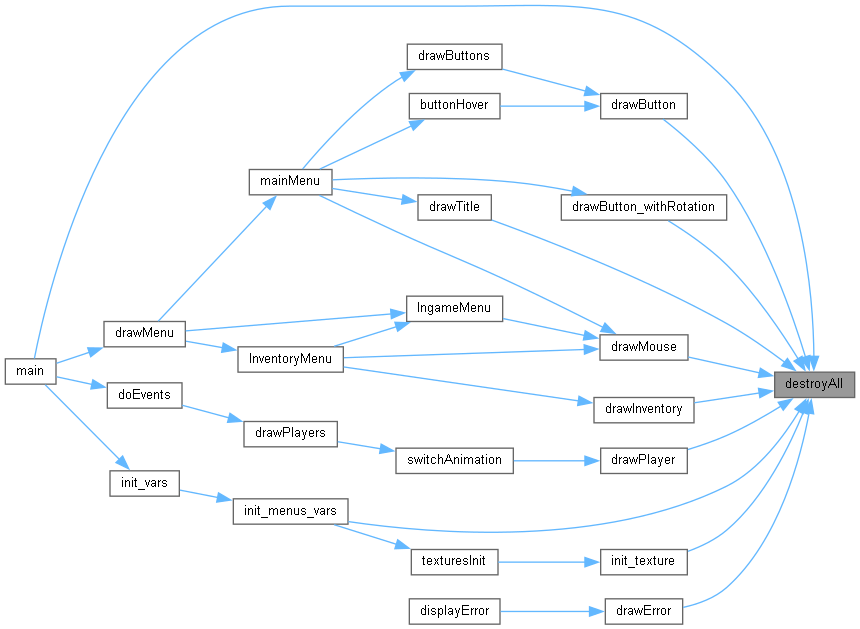 drawButtons
buttonHover
drawButton
mainMenu
drawTitle
drawButton_withRotation
IngameMenu
drawMenu
drawMouse
InventoryMenu
main
destroyAll
doEvents
drawInventory
drawPlayers
switchAnimation
drawPlayer
init_vars
init_menus_vars
texturesInit
init_texture
displayError
drawError